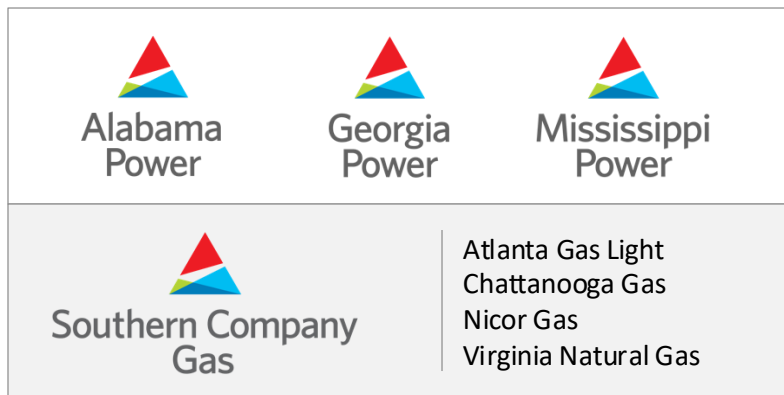 Alabama
Power
Georgia
Power
Mississippi
Power
Southern Company
Gas
Atlanta Gas Light
Chattanooga Gas
Nicor Gas
Virginia Natural Gas